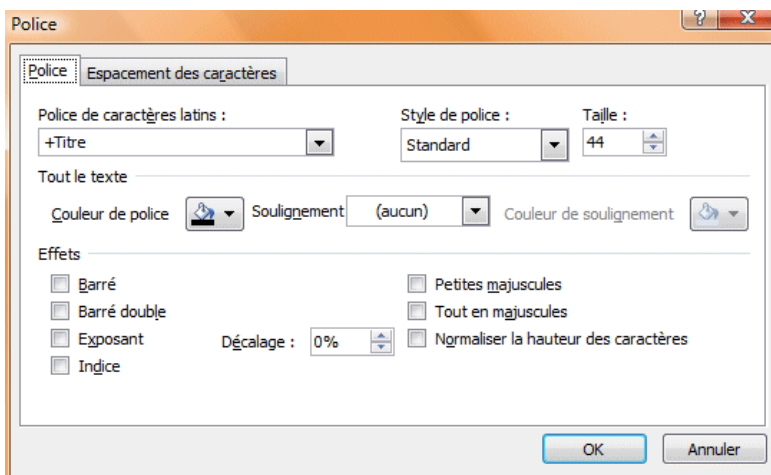 Police
Police Espacement des caractères
Police de caractères latins : Style de police : Taille :
+Titre Standard 44
Tout le texte
Couleur de police Soulignement (aucun) Couleur de soulignement
Effets
Barré Petites majuscules
Barré double Tout en majuscules
Exposant Décalage : 0% Normaliser la hauteur des caractères
Indice
OK Annuler